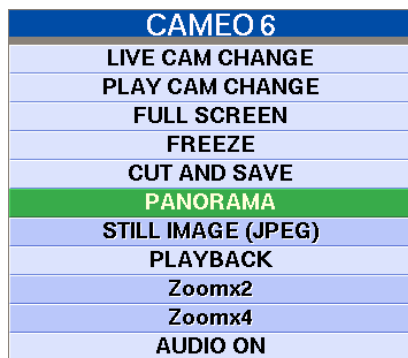 CAMEO 6
LIVE CAM CHANGE
PLAY CAM CHANGE
FULL SCREEN
FREEZE
CUT AND SAVE
PANORAMA
STILL IMAGE (JPEG)
PLAYBACK
Zoomx2
Zoomx4
AUDIO ON